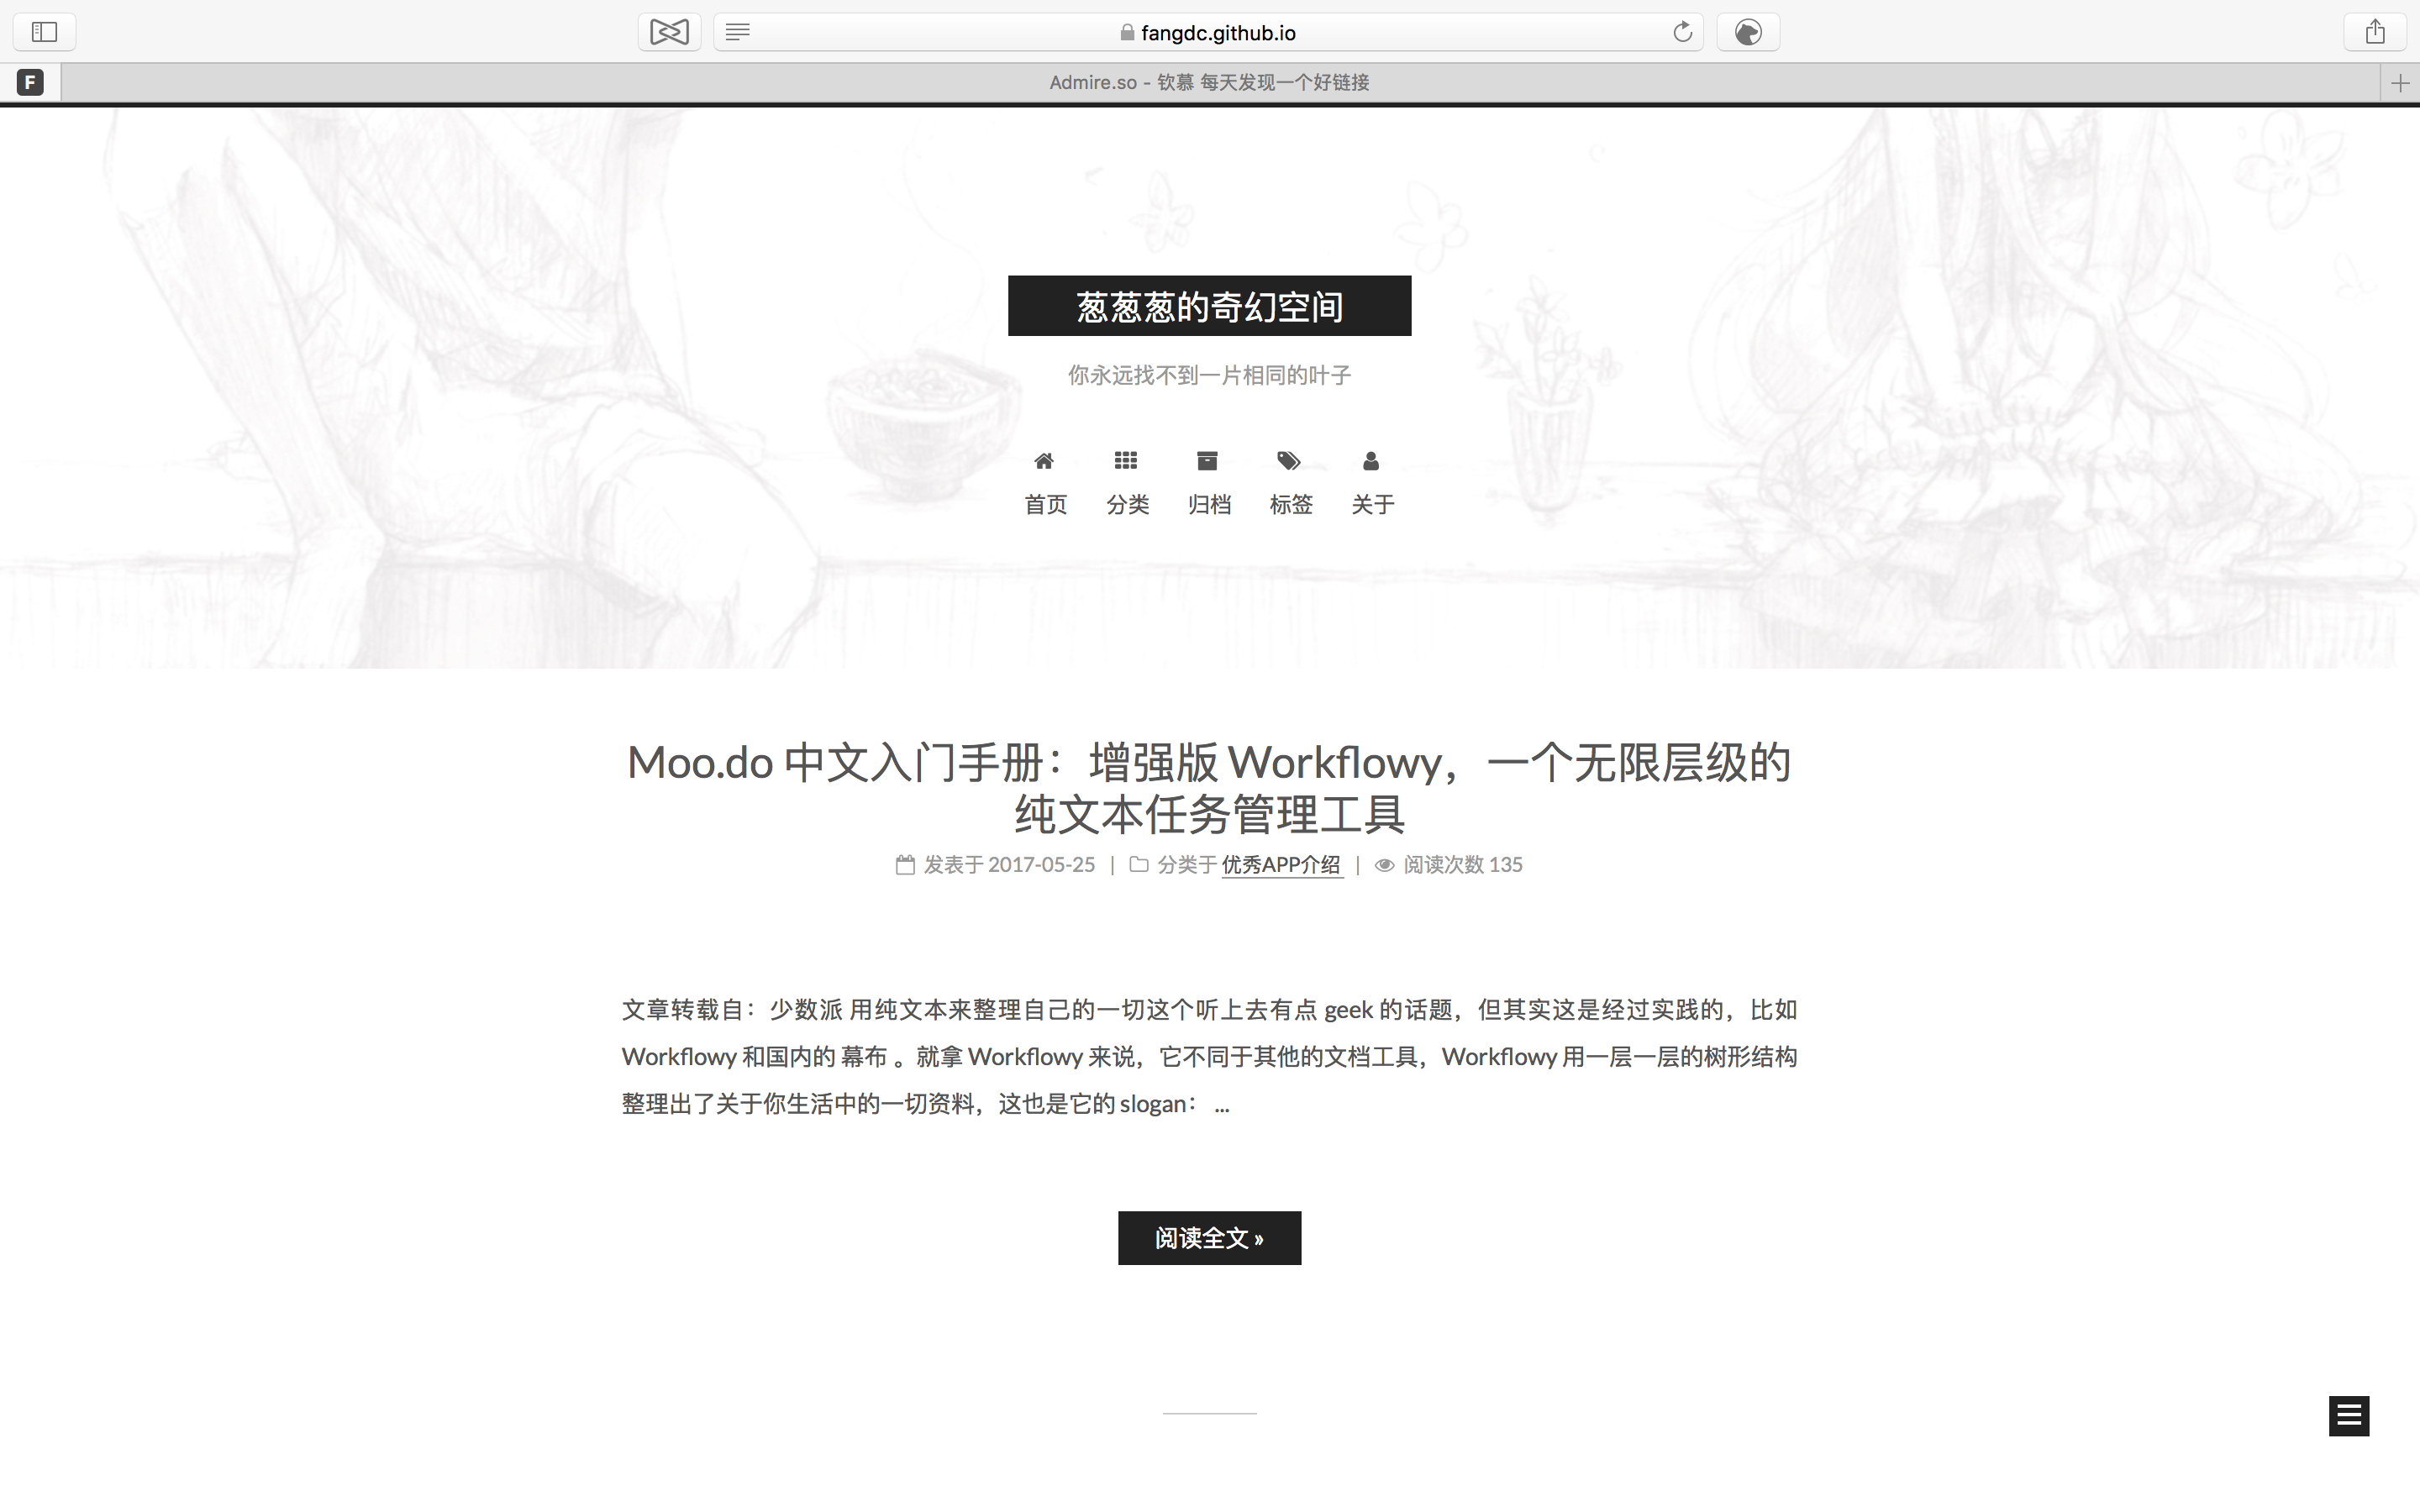 fangdc.github.io
F
Admire.so - 钦慕 每天发现一个好链接
葱葱葱的奇幻空间
你永远找不到一片相同的叶子
首页 分类 归档 标签 关于
Moo.do 中文入门手册：增强版 Workflowy，一个无限层级的
纯文本任务管理工具
发表于 2017-05-25 | 分类于 优秀APP介绍 | 阅读次数 135
文章转载自：少数派 用纯文本来整理自己的一切这个听上去有点 geek 的话题，但其实这是经过实践的，比如
Workflowy 和国内的 幕布 。就拿 Workflowy 来说，它不同于其他的文档工具，Workflowy 用一层一层的树形结构
整理出了关于你生活中的一切资料，这也是它的 slogan： ...
阅读全文 »